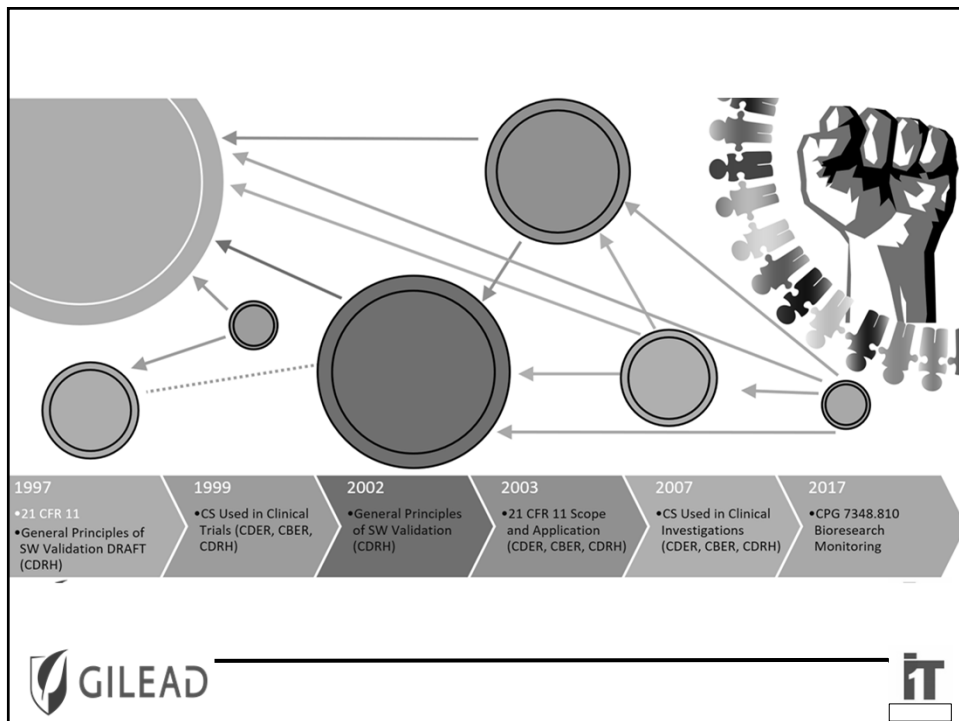 1997
•21 CFR 11
•General Principles of
SW Validation DRAFT
(CDRH)
1999
•CS Used in Clinical
Trials (CDER, CBER,
CDRH)
2002
•General Principles
of SW Validation
(CDRH)
2003
•21 CFR 11 Scope
and Application
(CDER, CBER, CDRH)
2007
•CS Used in Clinical
Investigations
(CDER, CBER, CDRH)
2017
•CPG 7348.810
Bioresearch
Monitoring
GILEAD
IT